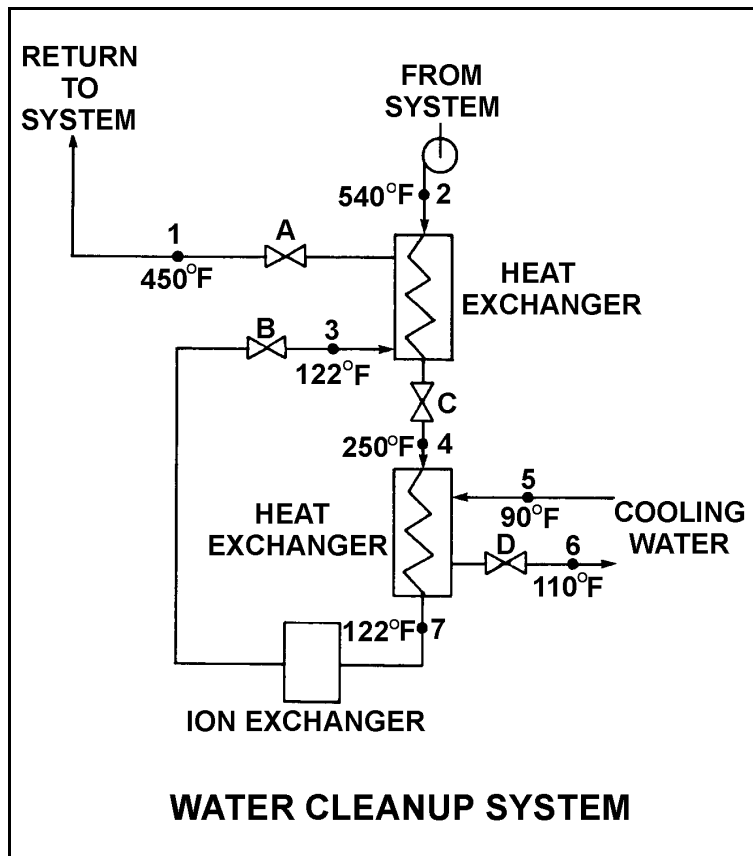 RETURN
TO
SYSTEM
FROM
SYSTEM
540°F 2
1
A
450°F
HEAT
EXCHANGER
B
3
122°F
C
250°F 4
HEAT
EXCHANGER
5
90°F
COOLING
WATER
D
6
110°F
122°F 7
ION EXCHANGER
WATER CLEANUP SYSTEM